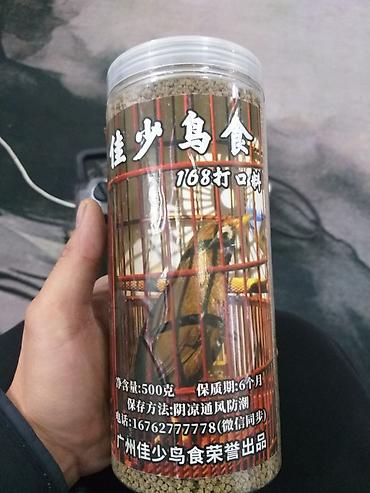 佳少鸟食
168打口料
净含量:500克 保质期:6个月
保存方法:阴凉通风防潮
电话:16762777778(微信同步)
广州佳少鸟食荣誉出品